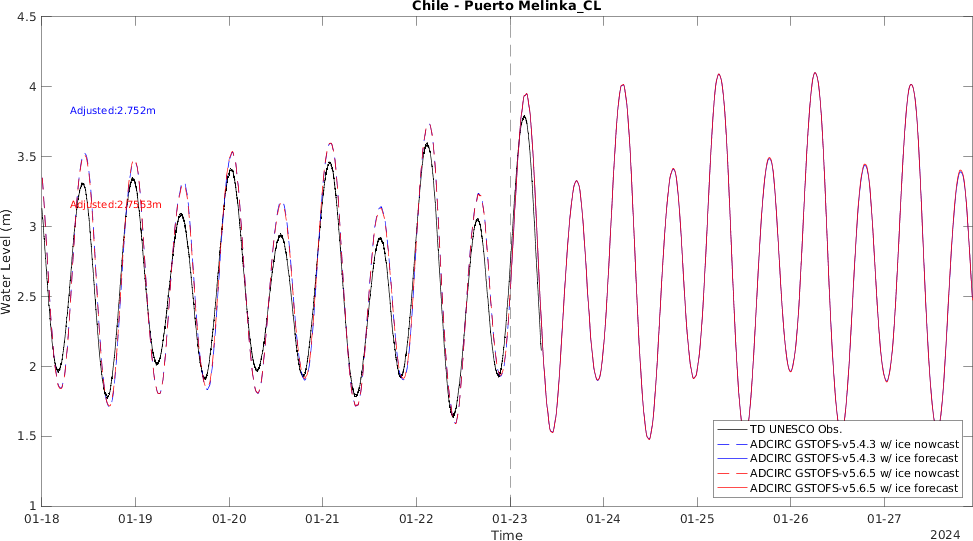 Chile - Puerto Melinka_CL
4.5
4
3.5
3
2.5
2
1.5
1
Water Level (m)
Adjusted:2.752m
Adjusted:2.7553m
TD UNESCO Obs.
ADCIRC GSTOFS-v5.4.3 w/ ice nowcast
ADCIRC GSTOFS-v5.4.3 w/ ice forecast
ADCIRC GSTOFS-v5.6.5 w/ ice nowcast
ADCIRC GSTOFS-v5.6.5 w/ ice forecast
01-18 01-19 01-20 01-21 01-22 01-23 01-24 01-25 01-26 01-27
Time
2024